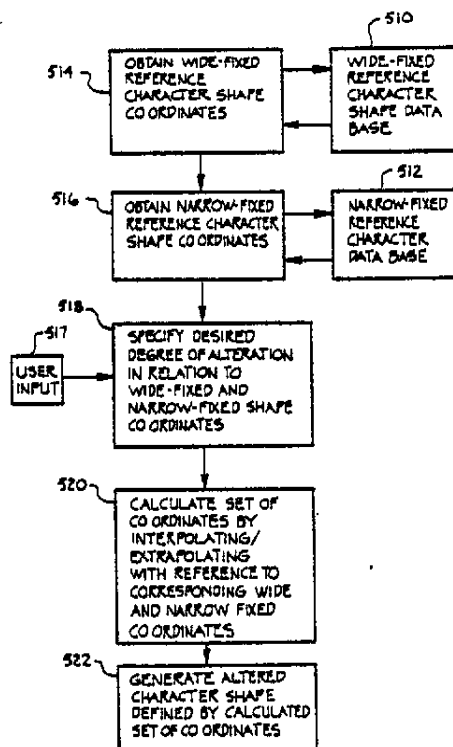 510
514
OBTAIN WIDE-FIXED
REFERENCE
CHARACTER SHAPE
CO ORDINATES
WIDE-FIXED
REFERENCE
CHARACTER
SHAPE DATA
BASE
512
516
OBTAIN NARROW-FIXED
REFERENCE CHARACTER
SHAPE CO ORDINATES
NARROW-FIXED
REFERENCE
CHARACTER
DATA BASE
518
517
USER
INPUT
SPECIFY DESIRED
DEGREE OF ALTERATION
IN RELATION TO
WIDE-FIXED AND
NARROW-FIXED SHAPE
CO ORDINATES
520
CALCULATE SET OF
CO ORDINATES BY
INTERPOLATING/
EXTRAPOLATING
WITH REFERENCE TO
CORRESPONDING WIDE
AND NARROW FIXED
CO ORDINATES
522
GENERATE ALTERED
CHARACTER SHAPE
DEFINED BY CALCULATED
SET OF CO ORDINATES